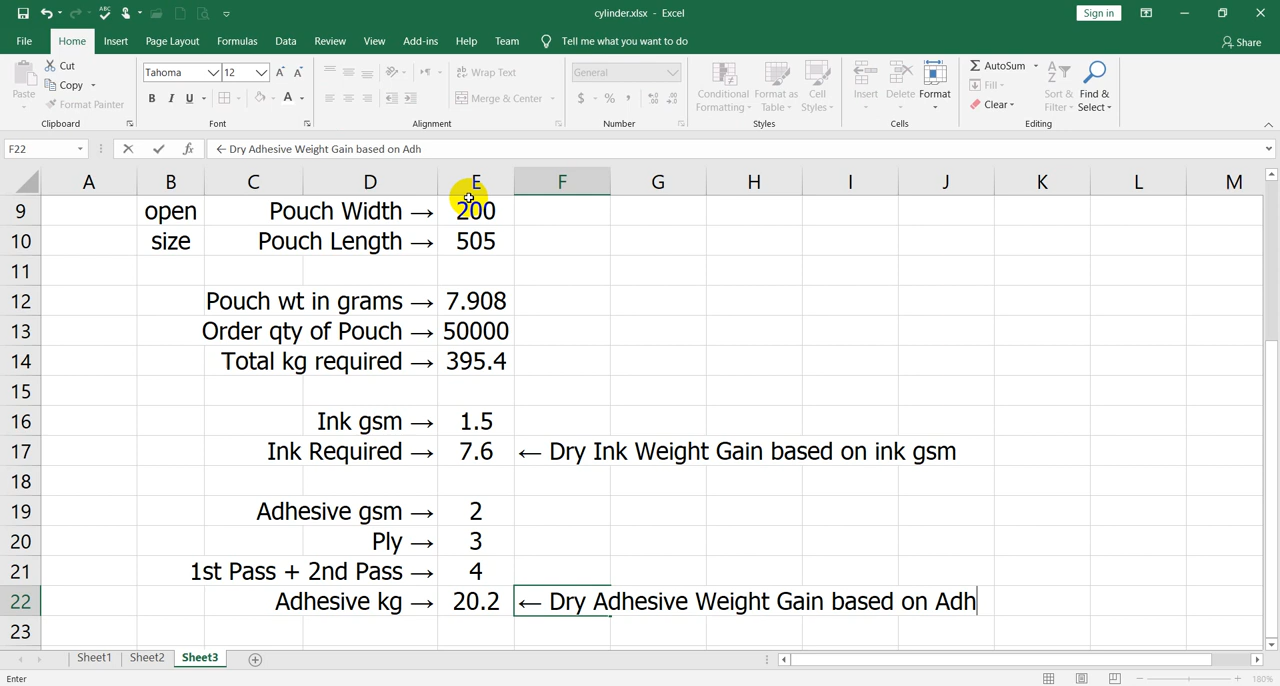 cylinder.xlsx - Excel
Sign in
File Home Insert Page Layout Formulas Data Review View Add-ins Help Team Tell me what you want to do Share
Paste
Cut
Copy
Format Painter
Clipboard
Tahoma 12
B I U
Font
Wrap Text
Merge & Center
Alignment
General
$ % ,
Number
Conditional Formatting
Format as Table
Cell Styles
Styles
Insert Delete Format
Cells
AutoSum
Fill
Clear
Sort & Filter
Find & Select
Editing
F22 fx ← Dry Adhesive Weight Gain based on Adh
A B C D E F G H I J K L M
9 open Pouch Width → 200
10 size Pouch Length → 505
11
12 Pouch wt in grams → 7.908
13 Order qty of Pouch → 50000
14 Total kg required → 395.4
15
16 Ink gsm → 1.5
17 Ink Required → 7.6 ← Dry Ink Weight Gain based on ink gsm
18
19 Adhesive gsm → 2
20 Ply → 3
21 1st Pass + 2nd Pass → 4
22 Adhesive kg → 20.2 ← Dry Adhesive Weight Gain based on Adh
23
Sheet1 Sheet2 Sheet3
Enter 180%